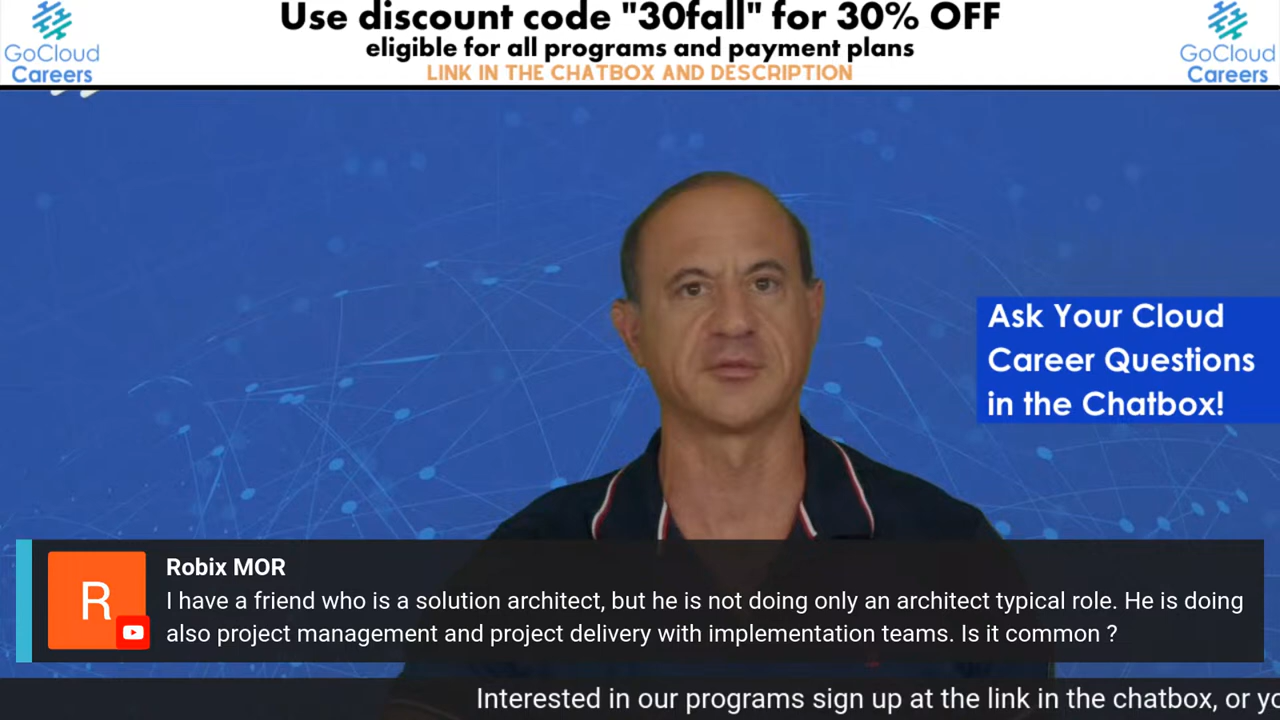 Use discount code "30fall" for 30% OFF
eligible for all programs and payment plans
LINK IN THE CHATBOX AND DESCRIPTION
GoCloud
Careers
GoCloud
Careers
Ask Your Cloud
Career Questions
in the Chatbox!
R
Robix MOR
I have a friend who is a solution architect, but he is not doing only an architect typical role. He is doing
also project management and project delivery with implementation teams. Is it common ?
Interested in our programs sign up at the link in the chatbox, or yo